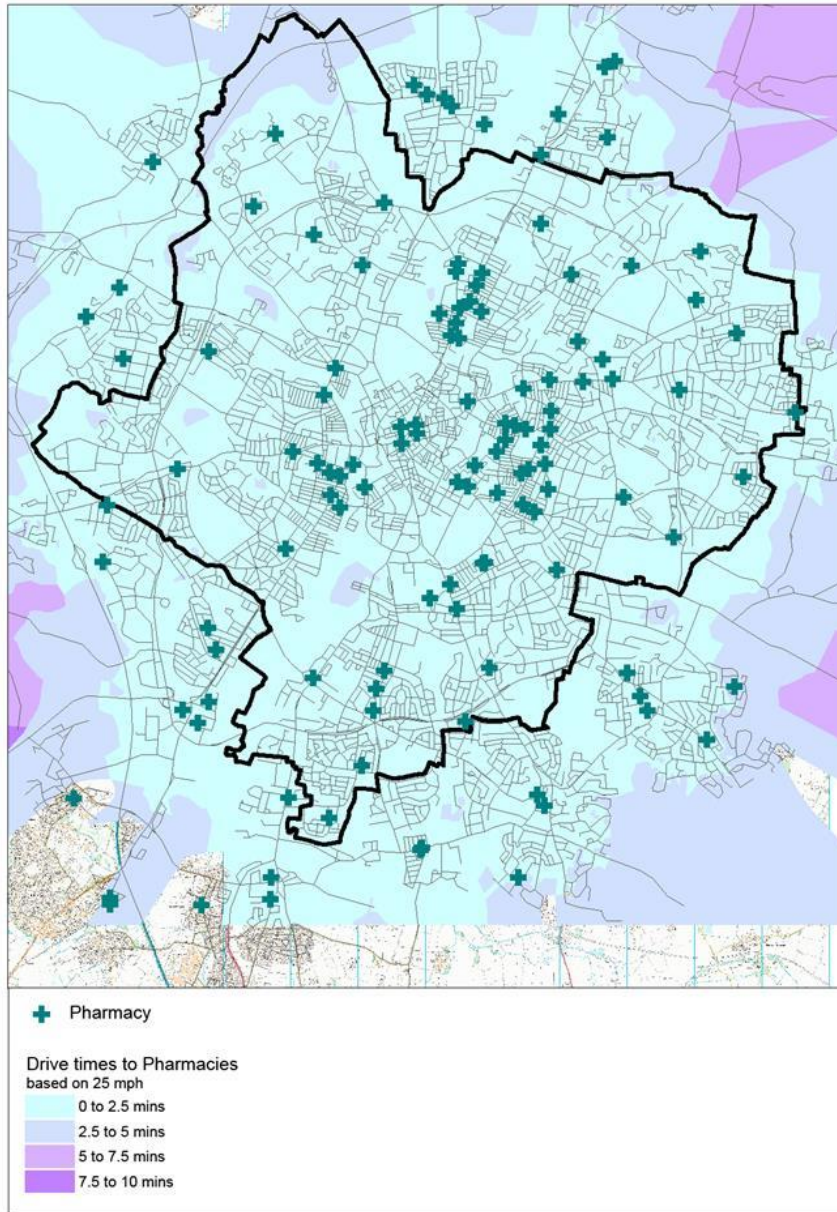 Pharmacy
Drive times to Pharmacies
based on 25 mph
0 to 2.5 mins
2.5 to 5 mins
5 to 7.5 mins
7.5 to 10 mins